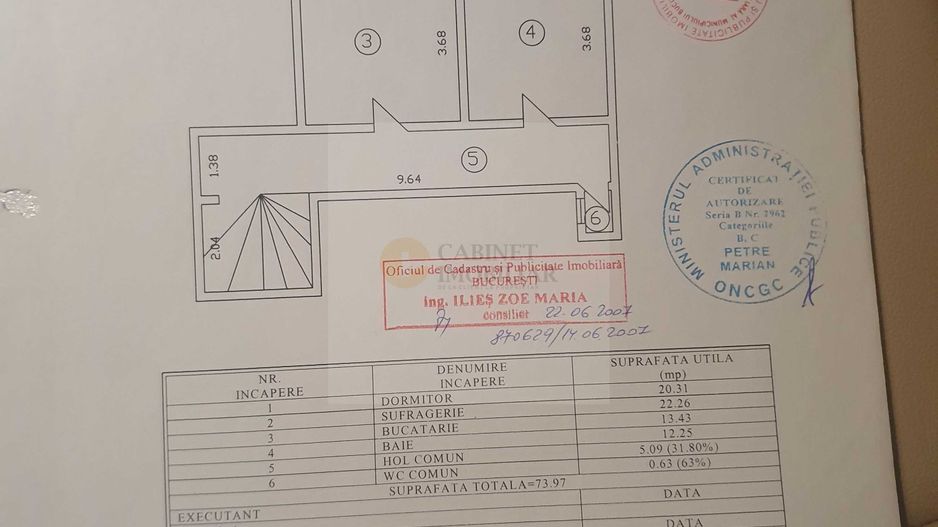 3
3.68
4
3.68
1.38
5
9.64
2.04
6
MINISTERUL ADMINISTRAȚIEI PUBLICE
CERTIFICAT
DE
AUTORIZARE
Seria B Nr. 2962
Categoriile
B, C
PETRE
MARIAN
ONCGC
CABINET
IMOBILIAR
Oficiul de Cadastru și Publicitate Imobiliară
BUCUREȘTI
ing. ILIEȘ ZOE MARIA
consilier 22.06 2007
870629/14.06 2007
NR. INCAPERE DENUMIRE INCAPERE SUPRAFATA UTILA (mp)
1 DORMITOR 20.31
2 SUFRAGERIE 22.26
3 BUCATARIE 13.43
4 BAIE 12.25
5 HOL COMUN 5.09 (31.80%)
6 WC COMUN 0.63 (63%)
SUPRAFATA TOTALA=73.97
DATA
EXECUTANT
DATA